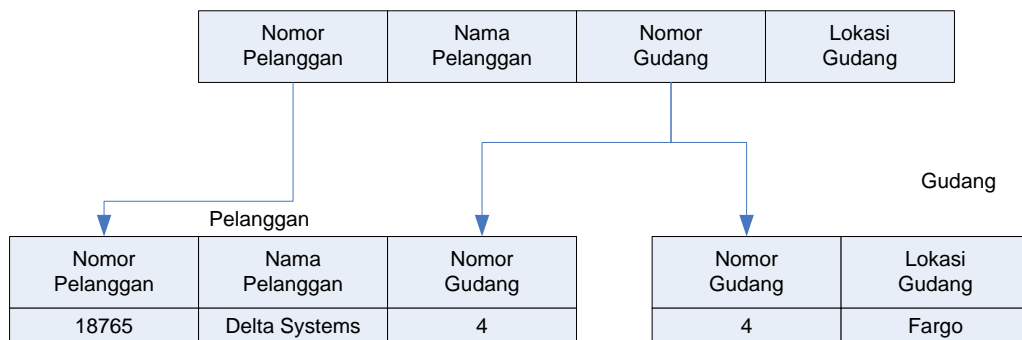 Nomor Pelanggan
Nama Pelanggan
Nomor Gudang
Lokasi Gudang
Gudang
Pelanggan
Nomor Pelanggan
Nama Pelanggan
Nomor Gudang
Nomor Gudang
Lokasi Gudang
18765
Delta Systems
4
4
Fargo